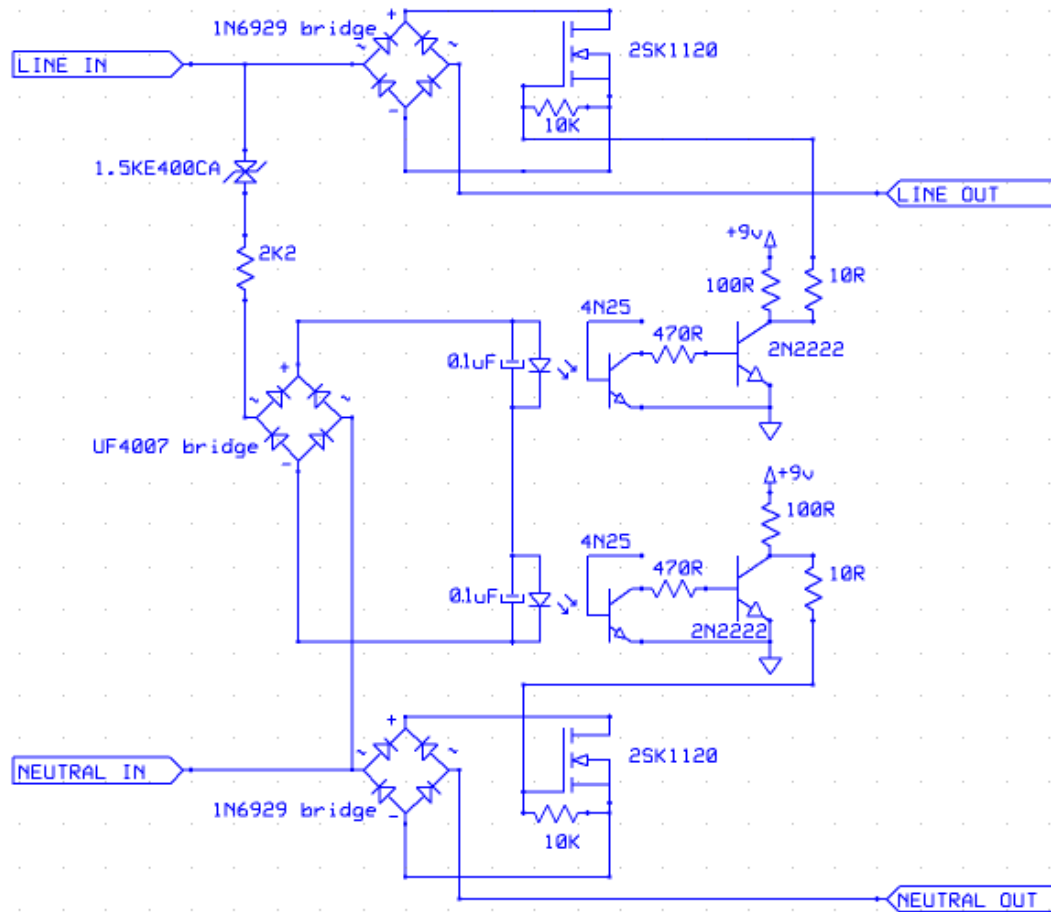 1N6929 bridge
+
~
~
2SK1120
LINE IN
-
10K
1.5KE400CA
LINE OUT
2K2
+9v
100R
10R
4N25
470R
0.1uF
2N2222
+
~
~
UF4007 bridge
-
+9v
100R
4N25
470R
10R
0.1uF
2N2222
+
~
~
2SK1120
NEUTRAL IN
1N6929 bridge
-
10K
NEUTRAL OUT